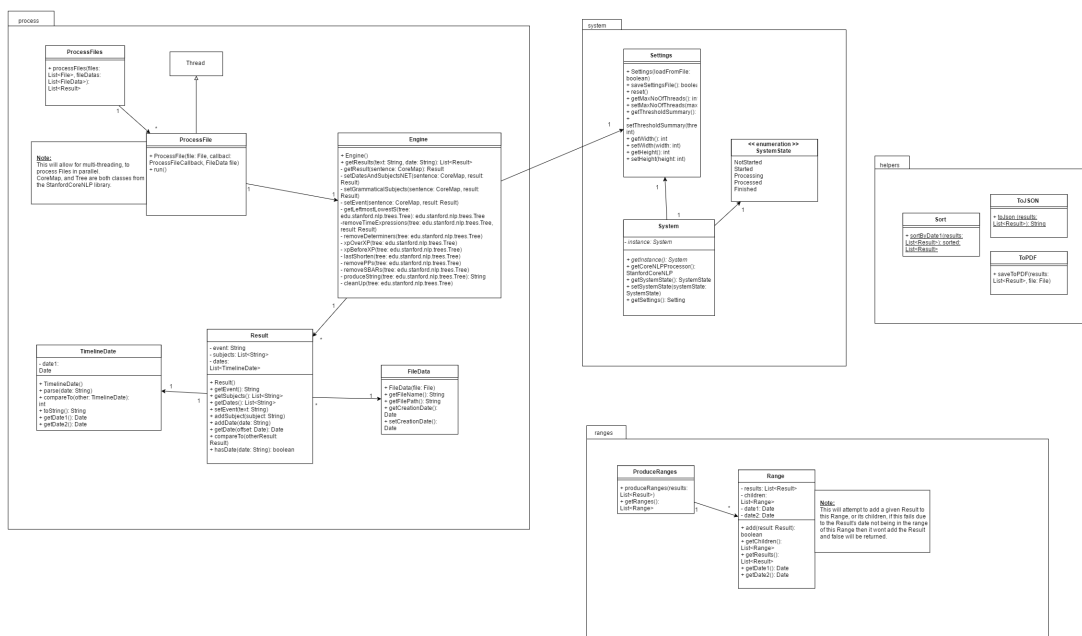 process
ProcessFiles
+ processFiles(files:
List<File>, fileDatas:
List<FileData>):
List<Result>
1
*
Thread
Note:
This will allow for multi-threading, to
process Files in parallel.
CoreMap, and Tree are both classes from
the StanfordCoreNLP library.
ProcessFile
+ ProcessFile(file: File, callback:
ProcessFileCallback, FileData file)
+ run()
1
1
Engine
+ Engine()
+ getResults(text: String, date: String): List<Result>
- getResult(sentence: CoreMap): Result
- setDatesAndSubjectsNET(sentence: CoreMap, result:
Result)
- setGrammaticalSubjects(sentence: CoreMap, result:
Result)
- setEvent(sentence: CoreMap, result: Result)
- getLeftmostLowestS(tree:
edu.stanford.nlp.trees.Tree): edu.stanford.nlp.trees.Tree
-removeTimeExpressions(tree: edu.stanford.nlp.trees.Tree,
result: Result)
- removeDeterminers(tree: edu.stanford.nlp.trees.Tree)
- xpOverXP(tree: edu.stanford.nlp.trees.Tree)
- xpBeforeXP(tree: edu.stanford.nlp.trees.Tree)
- lastShorten(tree: edu.stanford.nlp.trees.Tree)
- removePPs(tree: edu.stanford.nlp.trees.Tree)
- removeSBARs(tree: edu.stanford.nlp.trees.Tree)
- produceString(tree: edu.stanford.nlp.trees.Tree): String
- cleanUp(tree: edu.stanford.nlp.trees.Tree)
1
*
1
TimelineDate
- date1:
Date
+ TimelineDate()
+ parse(date: String)
+ compareTo(other: TimelineDate):
int
+ toString(): String
+ getDate1(): Date
+ getDate2(): Date
1
1
Result
- event: String
- subjects: List<String>
- dates:
List<TimelineDate>
+ Result()
+ getEvent(): String
+ getSubjects(): List<String>
+ getDates(): List<String>
+ setEvent(text: String)
+ addSubject(subject: String)
+ addDate(date: String)
+ getDate(offset: Date): Date
+ compareTo(otherResult:
Result)
+ hasDate(date: String): boolean
*
1
FileData
+ FileData(file: File)
+ getFileName(): String
+ getFilePath(): String
+ getCreationDate():
Date
+ setCreationDate():
Date
system
Settings
+ Settings(loadFromFile:
boolean)
+ saveSettingsFile(): boolea
+ reset()
+ getMaxNoOfThreads(): in
+ setMaxNoOfThreads(max
+ getThresholdSummary():
+
setThresholdSummary(thre
int)
+ getWidth(): int
+ setWidth(width: int)
+ getHeight(): int
+ setHeight(height: int)
1
1
1
1
<< enumeration >>
SystemState
NotStarted
Started
Processing
Processed
Finished
System
- instance: System
+ getInstance(): System
+ getCoreNLPProcessor():
StanfordCoreNLP
+ getSystemState(): SystemState
+ setSystemState(systemState:
SystemState)
+ getSettings(): Setting
helpers
Sort
+ sortByDate1(results:
List<Result>): sorted:
List<Result>
ToJSON
+ toJson (results:
List<Result>): String
ToPDF
+ saveToPDF(results:
List<Result>, file: File)
ranges
ProduceRanges
+ produceRanges(results:
List<Result>)
+ getRanges():
List<Range>
1
*
Range
- results: List<Result>
- children:
List<Range>
- date1: Date
- date2: Date
+ add(result: Result):
boolean
+ getChildren():
List<Range>
+ getResults():
List<Result>
+ getDate1(): Date
+ getDate2(): Date
Note:
This will attempt to add a given Result to
this Range, or its children, if this fails due
to the Result's date not being in the range
of this Range then it wont add the Result
and false will be returned.